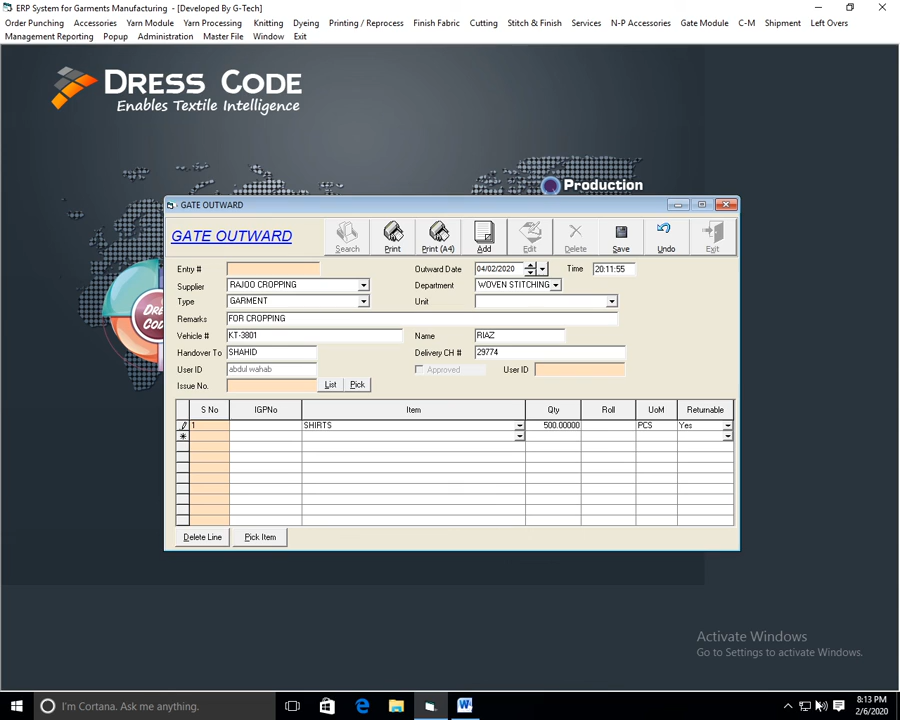 ERP System for Garments Manufacturing - [Developed By G-Tech]
Order Punching Accessories Yarn Module Yarn Processing Knitting Dyeing Printing / Reprocess Finish Fabric Cutting Stitch & Finish Services N-P Accessories Gate Module C-M Shipment Left Overs
Management Reporting Popup Administration Master File Window Exit
DRESS CODE
Enables Textile Intelligence
Production
GATE OUTWARD
GATE OUTWARD Search Print Print (A4) Add Edit Delete Save Undo Exit
Entry # Outward Date 04/02/2020 Time 20:11:55
Supplier RAJOO CROPPING Department WOVEN STITCHING
Type GARMENT Unit
Remarks FOR CROPPING
Vehicle # KT-3801 Name RIAZ
Handover To SHAHID Delivery CH # 29774
User ID abdul wahab Approved User ID
Issue No. List Pick
S No IGPNo Item Qty Roll UoM Returnable
1 SHIRTS 500.00000 PCS Yes
Delete Line Pick Item
Activate Windows
Go to Settings to activate Windows.
I'm Cortana. Ask me anything.
8:13 PM
2/6/2020